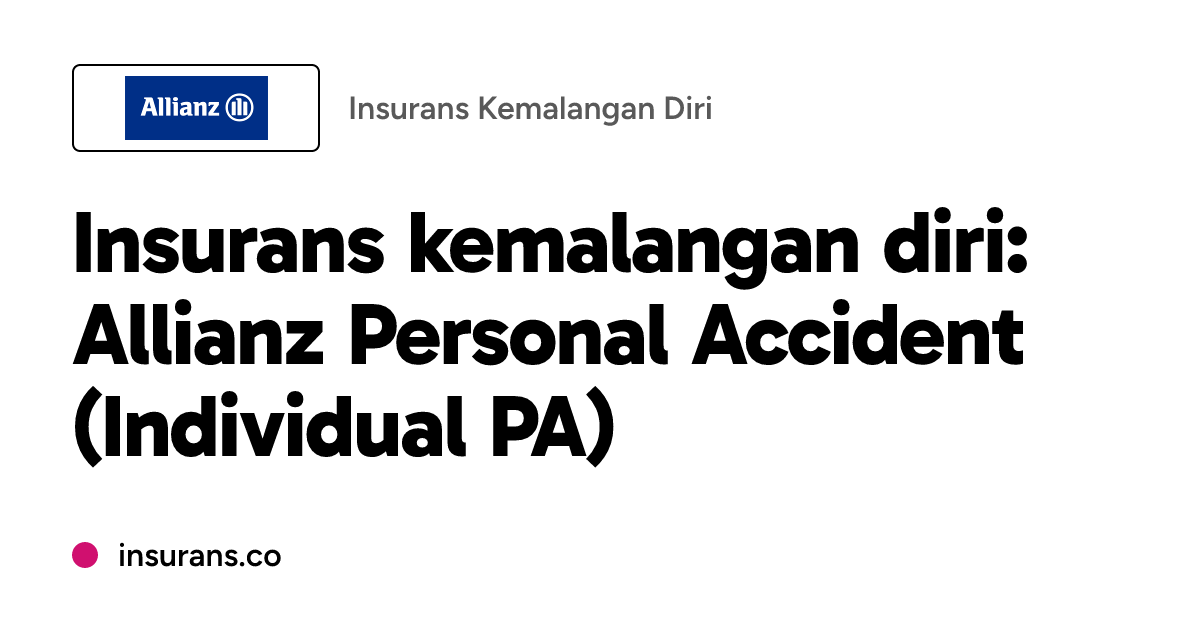 Allianz
Insurans Kemalangan Diri
Insurans kemalangan diri:
Allianz Personal Accident
(Individual PA)
insurans.co